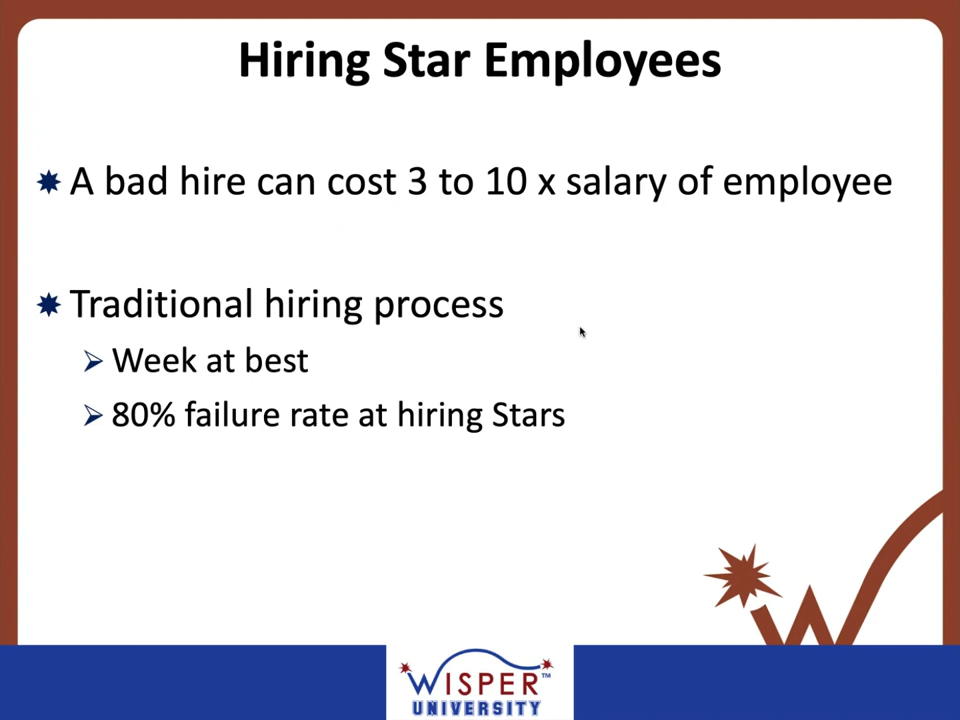 Hiring Star Employees
A bad hire can cost 3 to 10 x salary of employee
Traditional hiring process
Week at best
80% failure rate at hiring Stars
WISPER™
UNIVERSITY